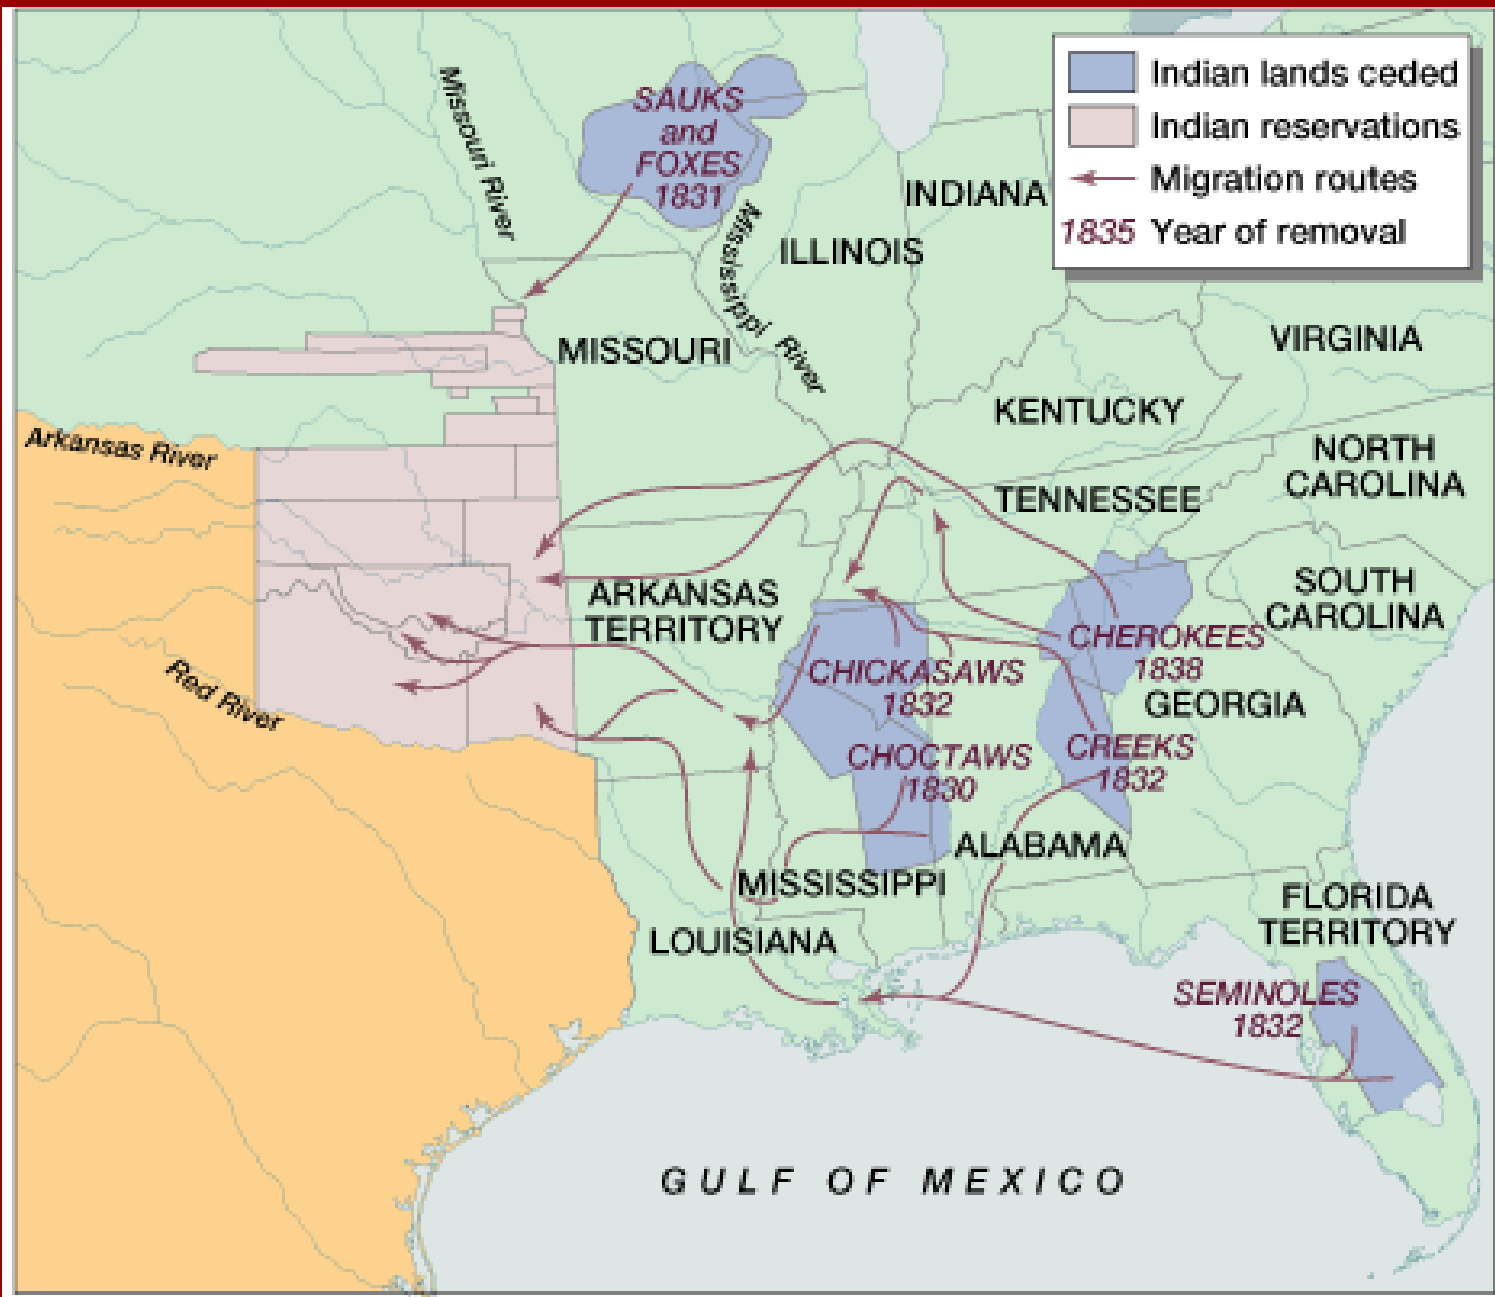 Indian lands ceded
Indian reservations
Migration routes
1835 Year of removal
Missouri River
SAUKS
and
FOXES
1831
Mississippi River
INDIANA
ILLINOIS
MISSOURI
VIRGINIA
KENTUCKY
Arkansas River
NORTH
CAROLINA
TENNESSEE
ARKANSAS
TERRITORY
SOUTH
CAROLINA
Red River
CHEROKEES
1838
CHICKASAWS
1832
GEORGIA
CREEKS
1832
CHOCTAWS
1830
ALABAMA
MISSISSIPPI
LOUISIANA
FLORIDA
TERRITORY
SEMINOLES
1832
GULF OF MEXICO